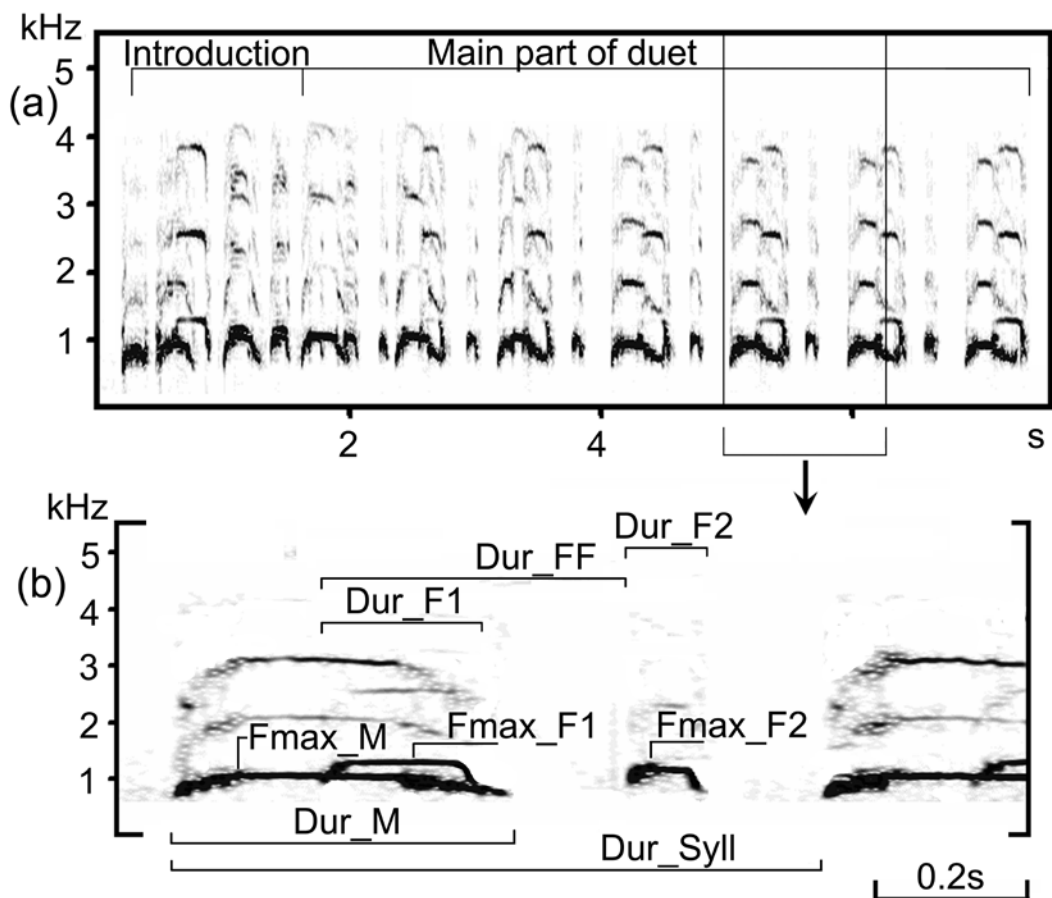 kHz
Introduction Main part of duet
5
(a)
4
3
2
1
2 4 s
kHz
Dur_F2
5
Dur_FF
(b)
4 Dur_F1
3
2 Fmax_M Fmax_F1 Fmax_F2
1
Dur_M
Dur_Syll
0.2s